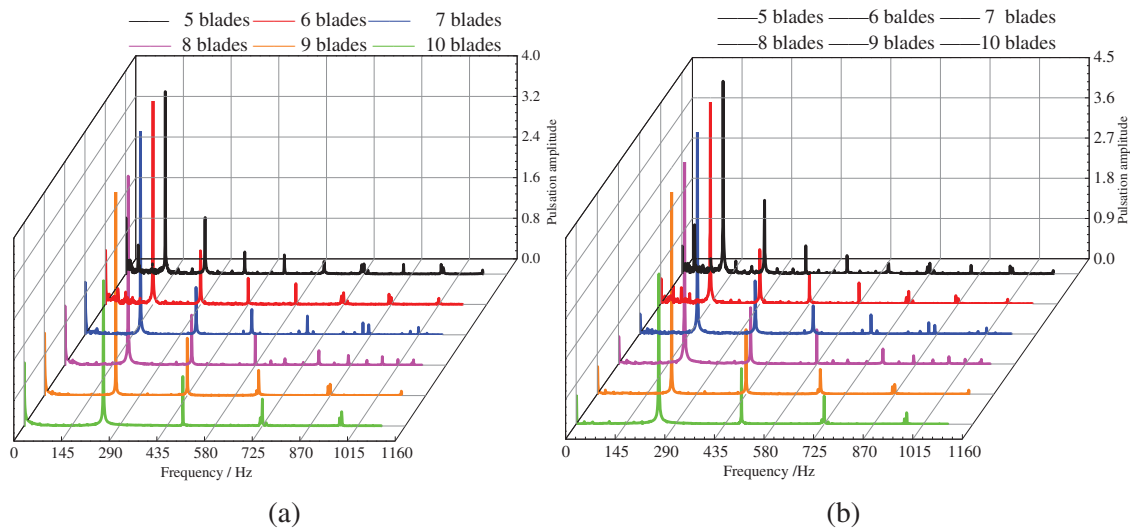 5 blades 6 blades 7 blades
8 blades 9 blades 10 blades
4.0
3.2
2.4
1.6
0.8
0.0
Pulsation amplitude
0 145 290 435 580 725 870 1015 1160
Frequency / Hz
(a)
5 blades 6 baldes 7 blades
8 blades 9 blades 10 blades
4.5
3.6
2.7
1.8
0.9
0.0
Pulsation amplitude
0 145 290 435 580 725 870 1015 1160
Frequency /Hz
(b)